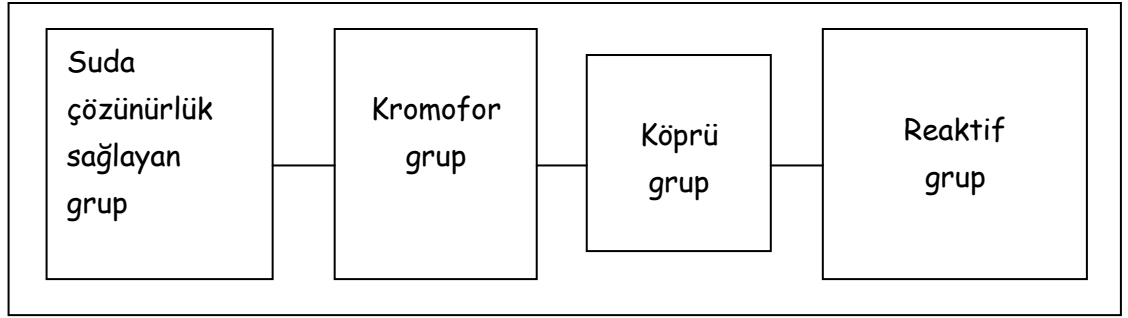 Suda
çözünürlük
sağlayan
grup
Kromofor
grup
Köprü
grup
Reaktif
grup